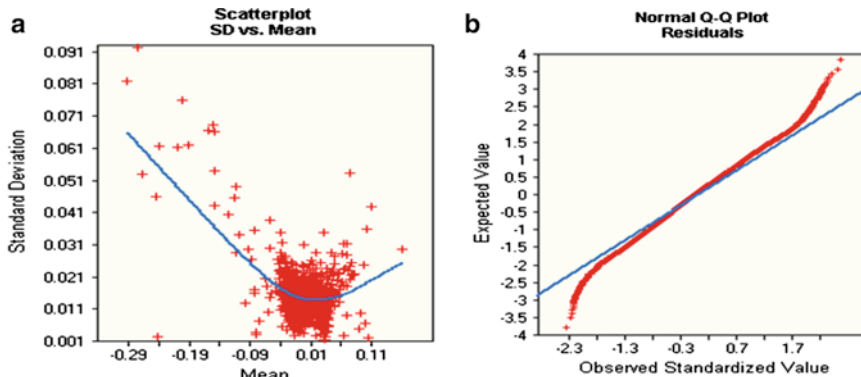 a
Scatterplot
SD vs. Mean
0.091
0.081
0.071
0.061
0.051
0.041
0.031
0.021
0.011
0.001
Standard Deviation
-0.29 -0.19 -0.09 0.01 0.11
Mean
b
Normal Q-Q Plot
Residuals
4
3.5
3
2.5
2
1.5
1
0.5
0
-0.5
-1
-1.5
-2
-2.5
-3
-3.5
-4
Expected Value
-2.3 -1.3 -0.3 0.7 1.7
Observed Standardized Value